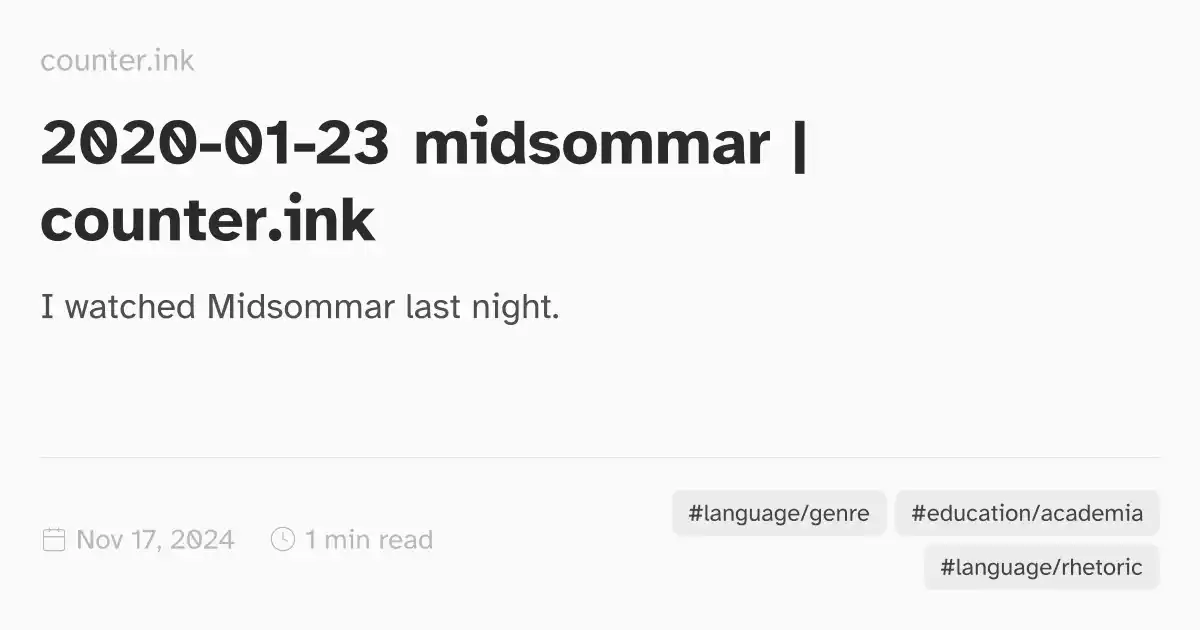 counter.ink
2020-01-23 midsommar |
counter.ink
I watched Midsommar last night.
Nov 17, 2024 1 min read
#language/genre #education/academia
#language/rhetoric